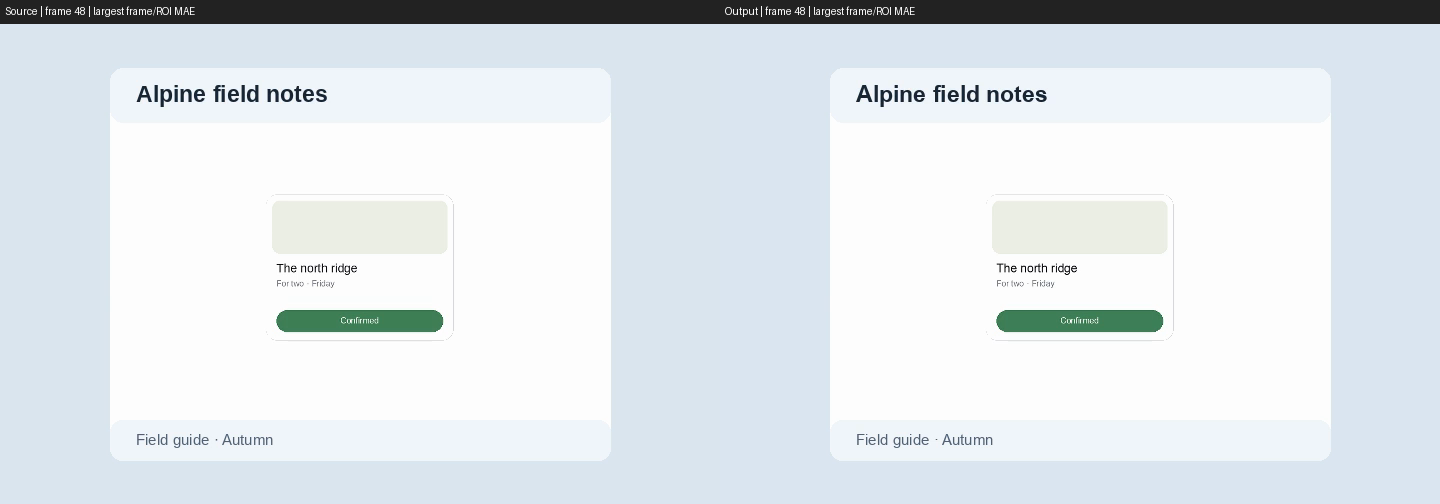 Source | frame 48 | largest frame/ROI MAE
Output | frame 48 | largest frame/ROI MAE
Alpine field notes
The north ridge
For two · Friday
Confirmed
Field guide · Autumn
Alpine field notes
The north ridge
For two · Friday
Confirmed
Field guide · Autumn